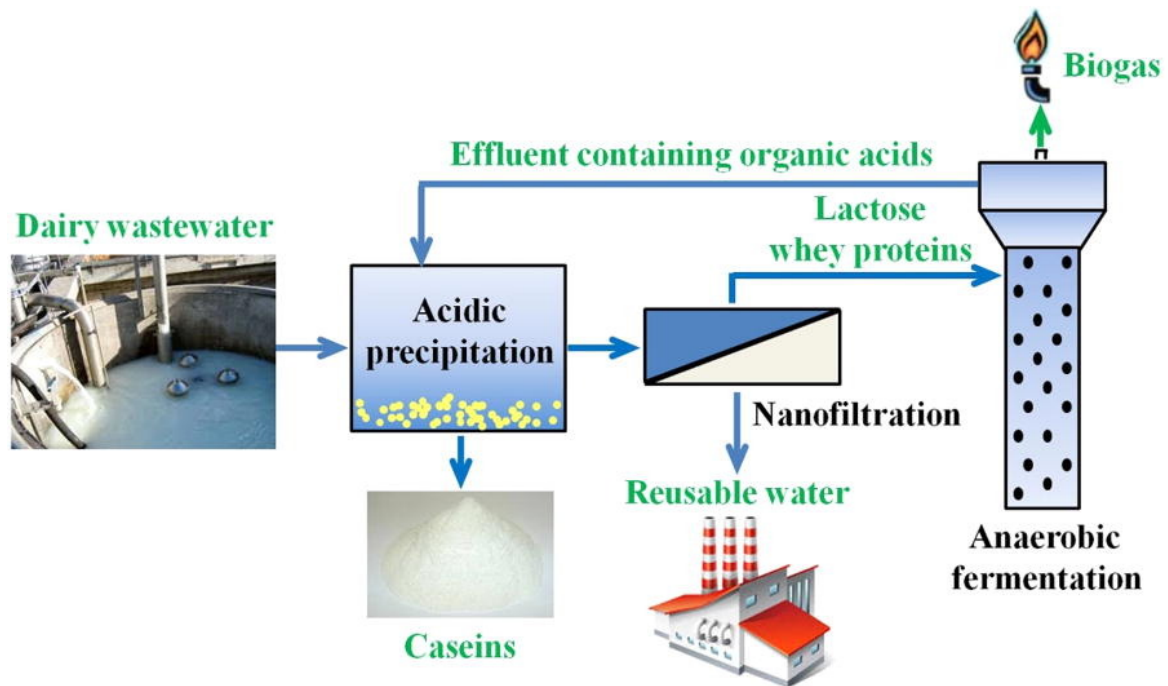 Biogas
Effluent containing organic acids
Dairy wastewater
Lactose
whey proteins
Acidic
precipitation
Nanofiltration
Reusable water
Anaerobic
fermentation
Caseins